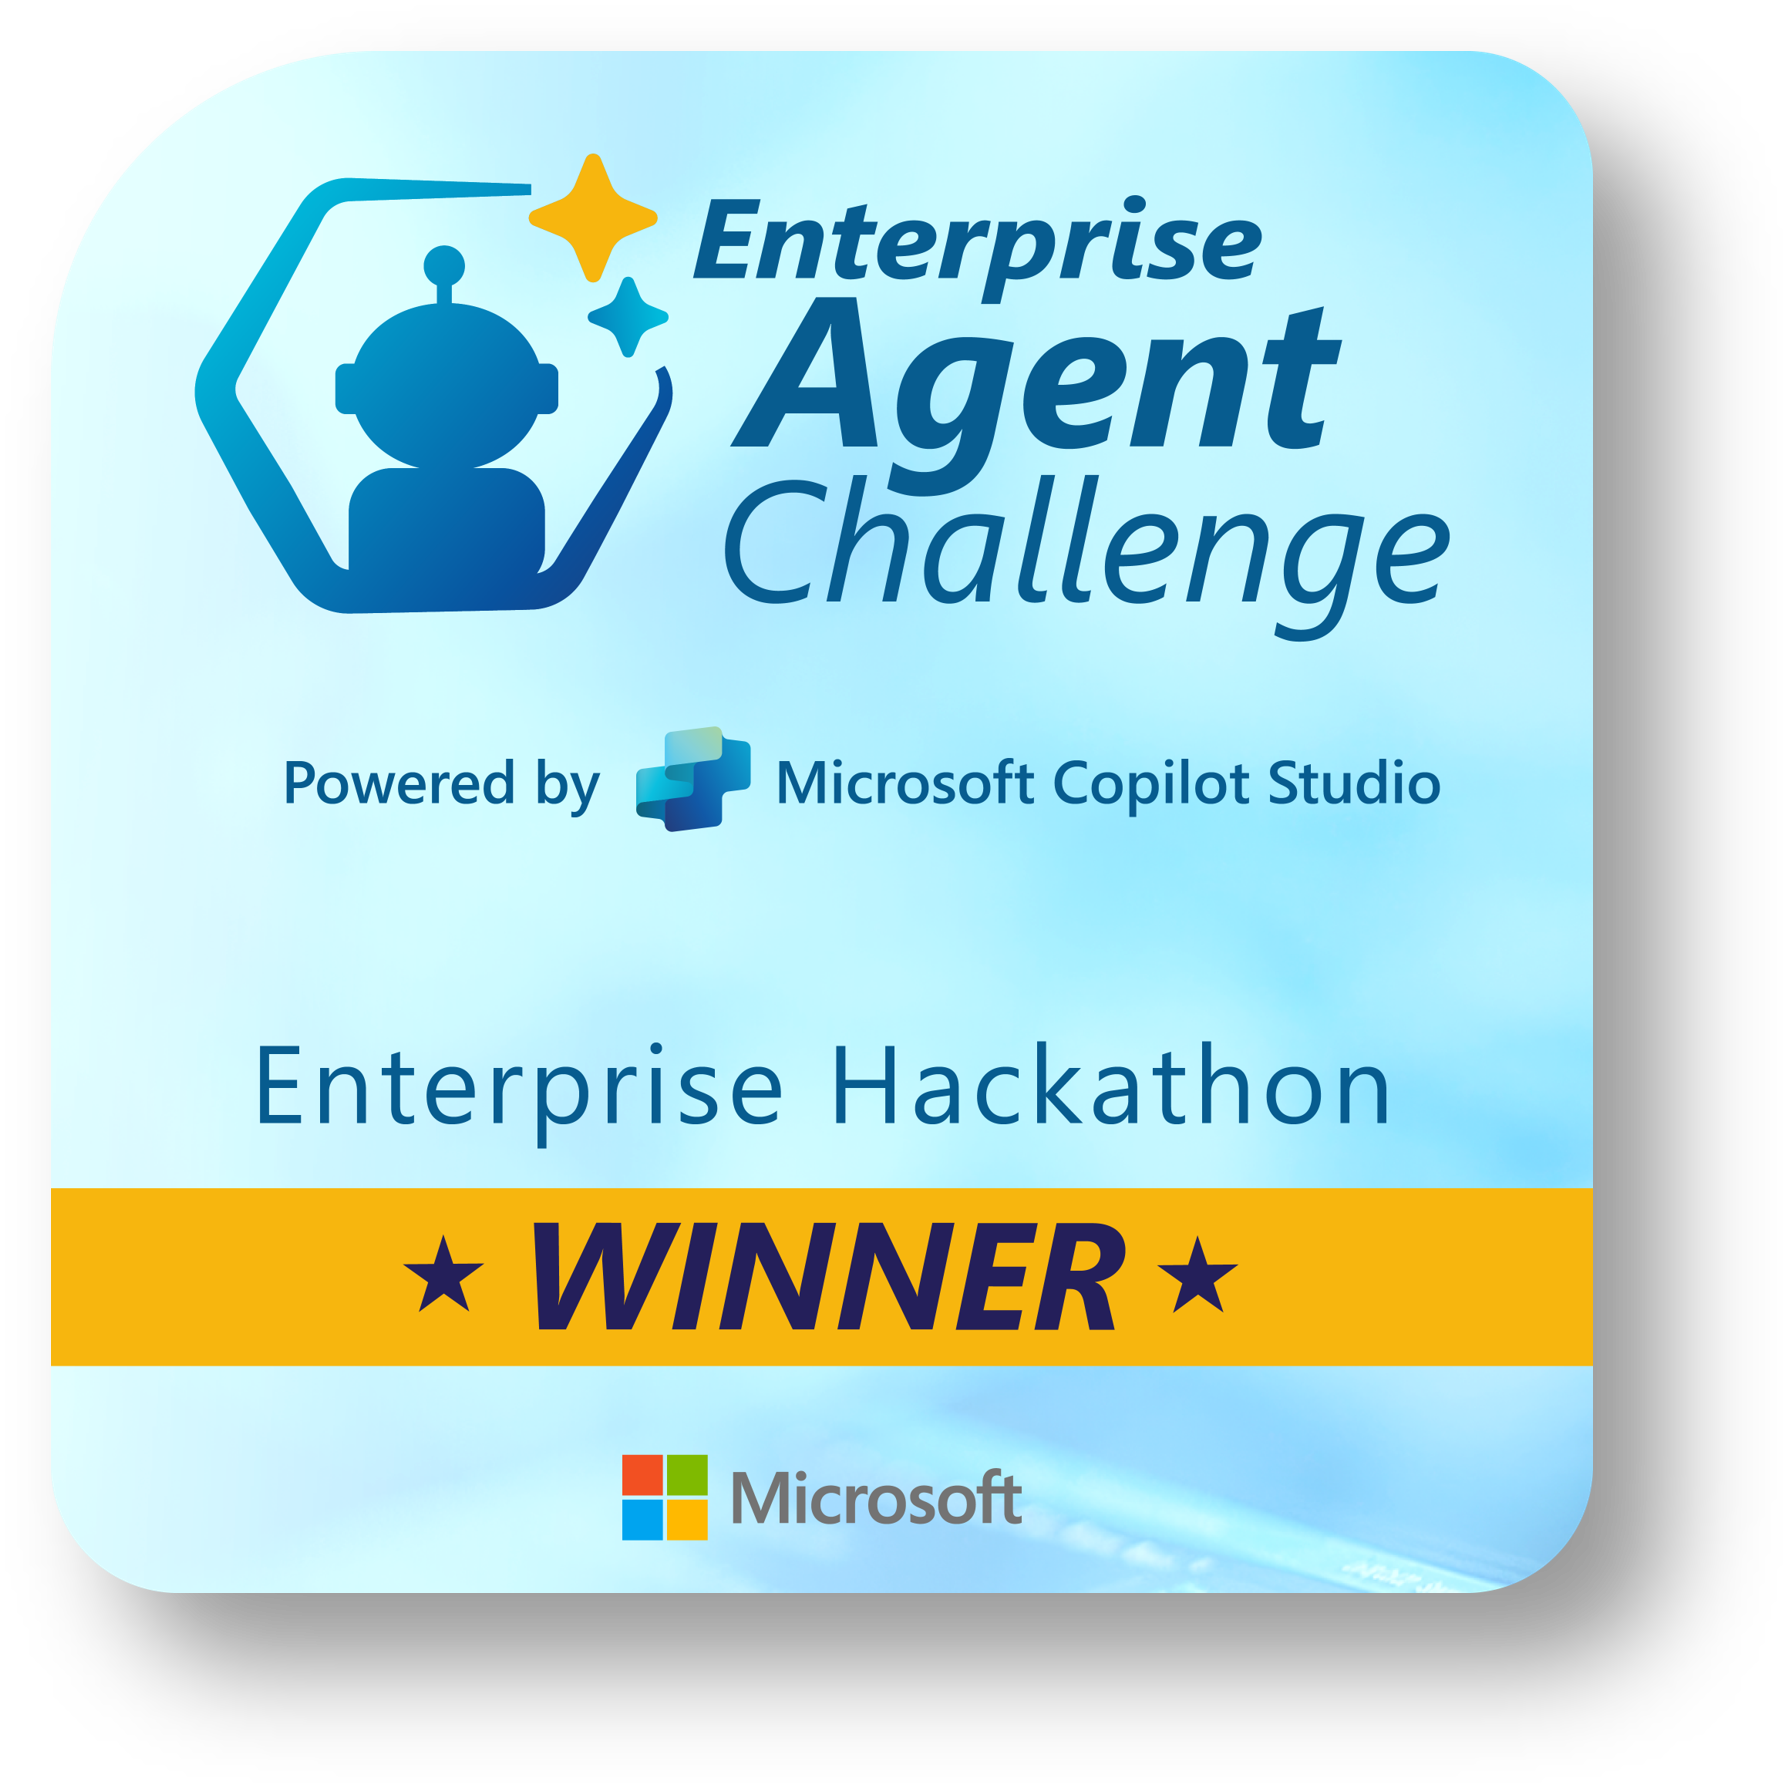 Enterprise
Agent
Challenge
Powered by Microsoft Copilot Studio
Enterprise Hackathon
★ WINNER ★
Microsoft